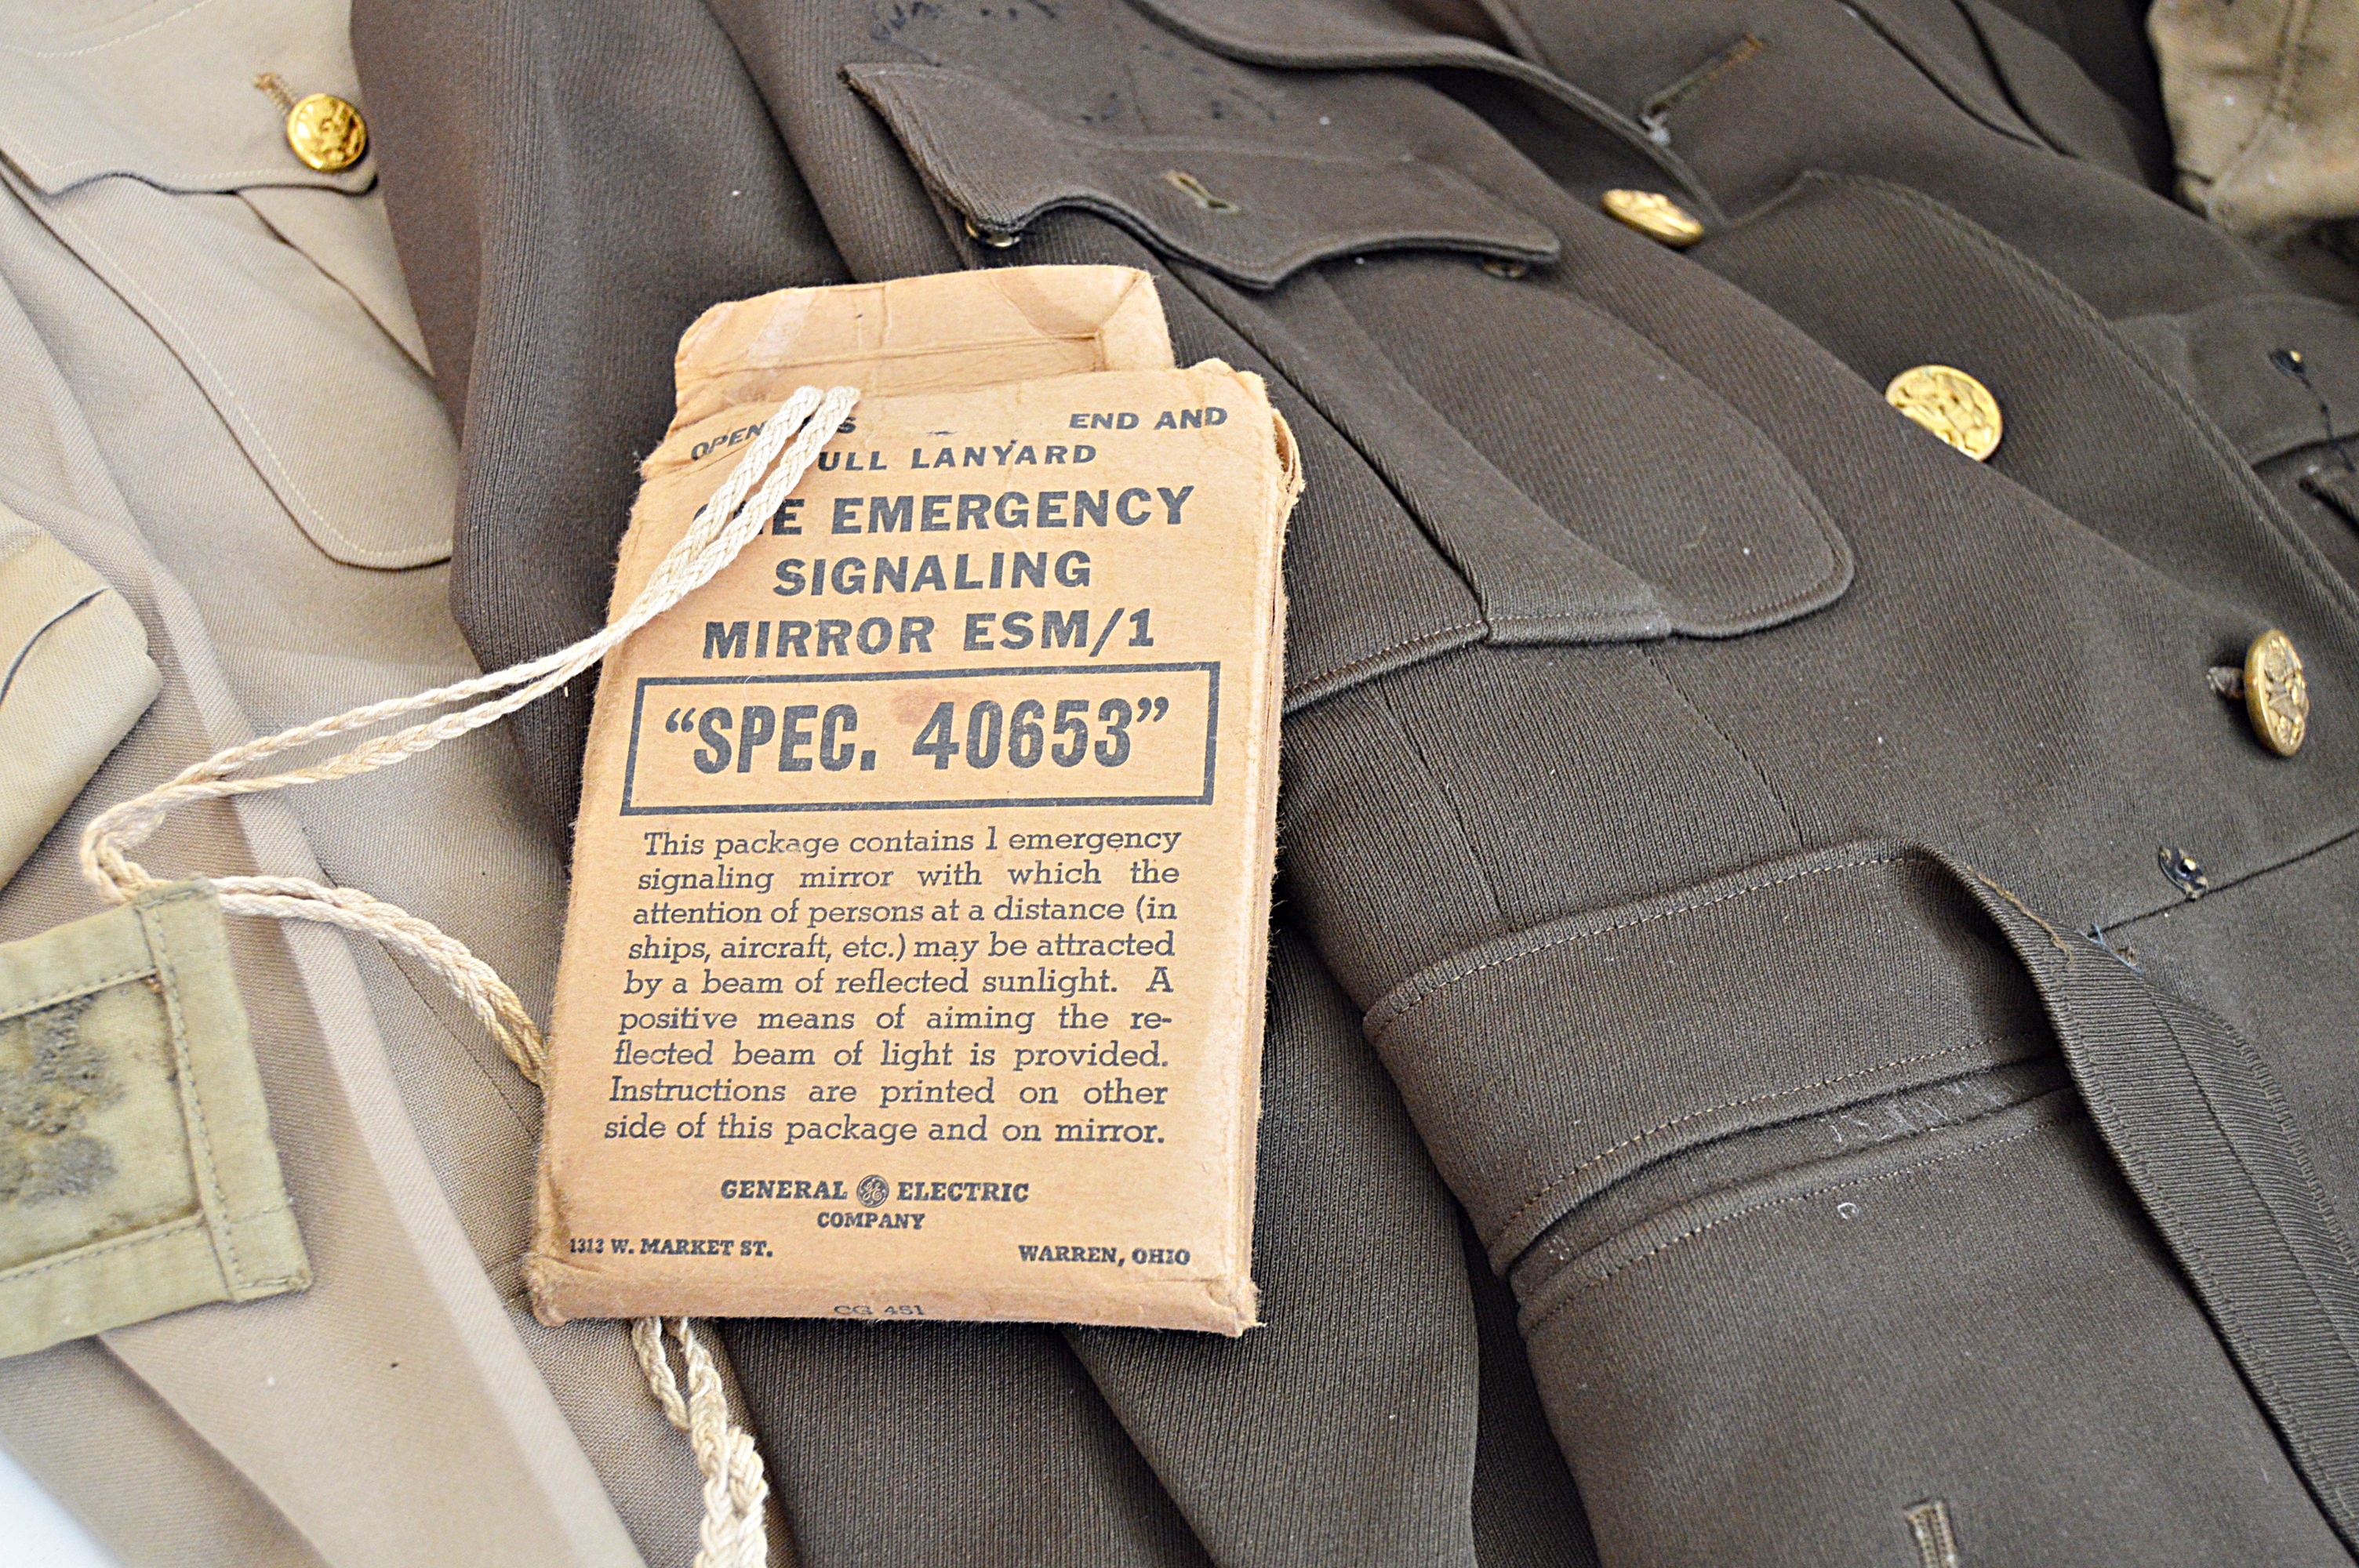 OPEN S END AND
ULL LANYARD
E EMERGENCY
SIGNALING
MIRROR ESM/1
“SPEC. 40653”
This package contains 1 emergency
signaling mirror with which the
attention of persons at a distance (in
ships, aircraft, etc.) may be attracted
by a beam of reflected sunlight. A
positive means of aiming the re-
flected beam of light is provided.
Instructions are printed on other
side of this package and on mirror.
GENERAL GE ELECTRIC
COMPANY
1313 W. MARKET ST. WARREN, OHIO
CG 451